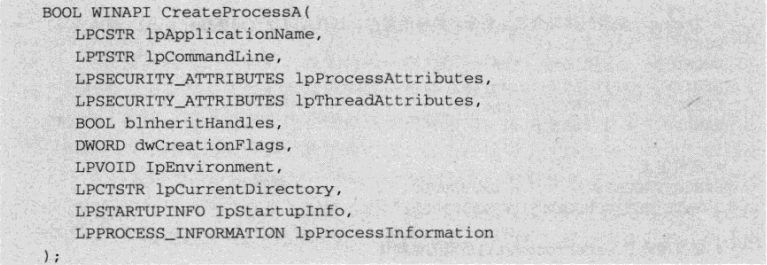 BOOL WINAPI CreateProcessA(
LPCSTR lpApplicationName,
LPTSTR lpCommandLine,
LPSECURITY_ATTRIBUTES lpProcessAttributes,
LPSECURITY_ATTRIBUTES lpThreadAttributes,
BOOL blnheritHandles,
DWORD dwCreationFlags,
LPVOID IpEnvironment,
LPCTSTR lpCurrentDirectory,
LPSTARTUPINFO IpStartupInfo,
LPPROCESS_INFORMATION lpProcessInformation
);